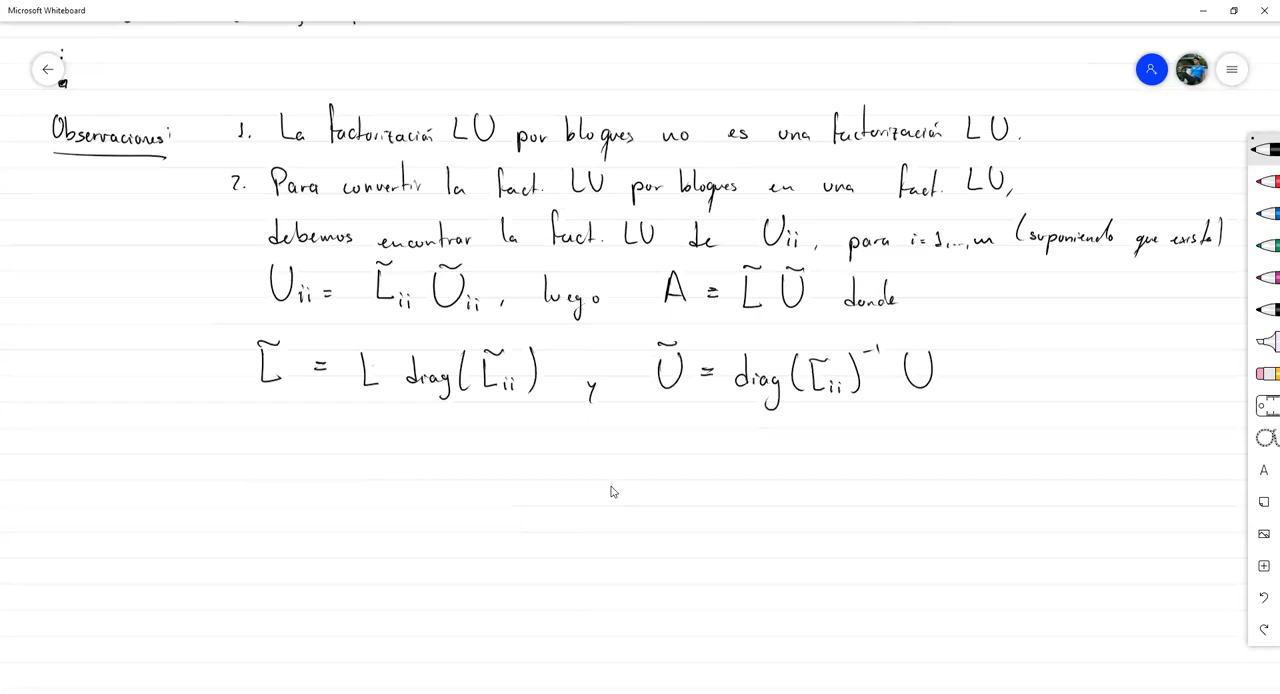 Microsoft Whiteboard
Observaciones: 1. La factorización LU por bloques no es una factorización LU.
2. Para convertir la fact. LU por bloques en una fact. LU,
debemos encontrar la fact. LU de Uᵢᵢ, para i=1,...,m (suponiendo que exista)
Uᵢᵢ = L̃ᵢᵢ Ũᵢᵢ, luego A = L̃ Ũ donde
L̃ = L diag(L̃ᵢᵢ) y Ũ = diag(L̃ᵢᵢ)⁻¹ U
A